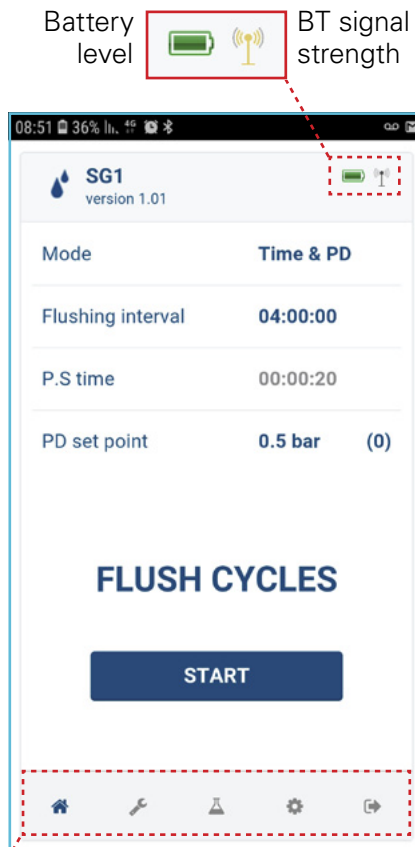 Battery level
BT signal strength
08:51 36% 4G
SG1
version 1.01
Mode Time & PD
Flushing interval 04:00:00
P.S time 00:00:20
PD set point 0.5 bar (0)
FLUSH CYCLES
START